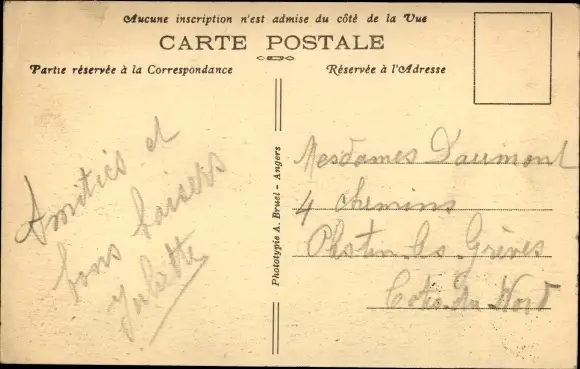 Aucune inscription n'est admise du côté de la Vue
CARTE POSTALE
Partie réservée à la Correspondance
Réservée à l'Adresse
Amitiés et
bons baisers
Juliette
Phototypie A. Bruel - Angers
Mesdames Daumont
4 chemins
Plestin les Grèves
Côtes du Nord